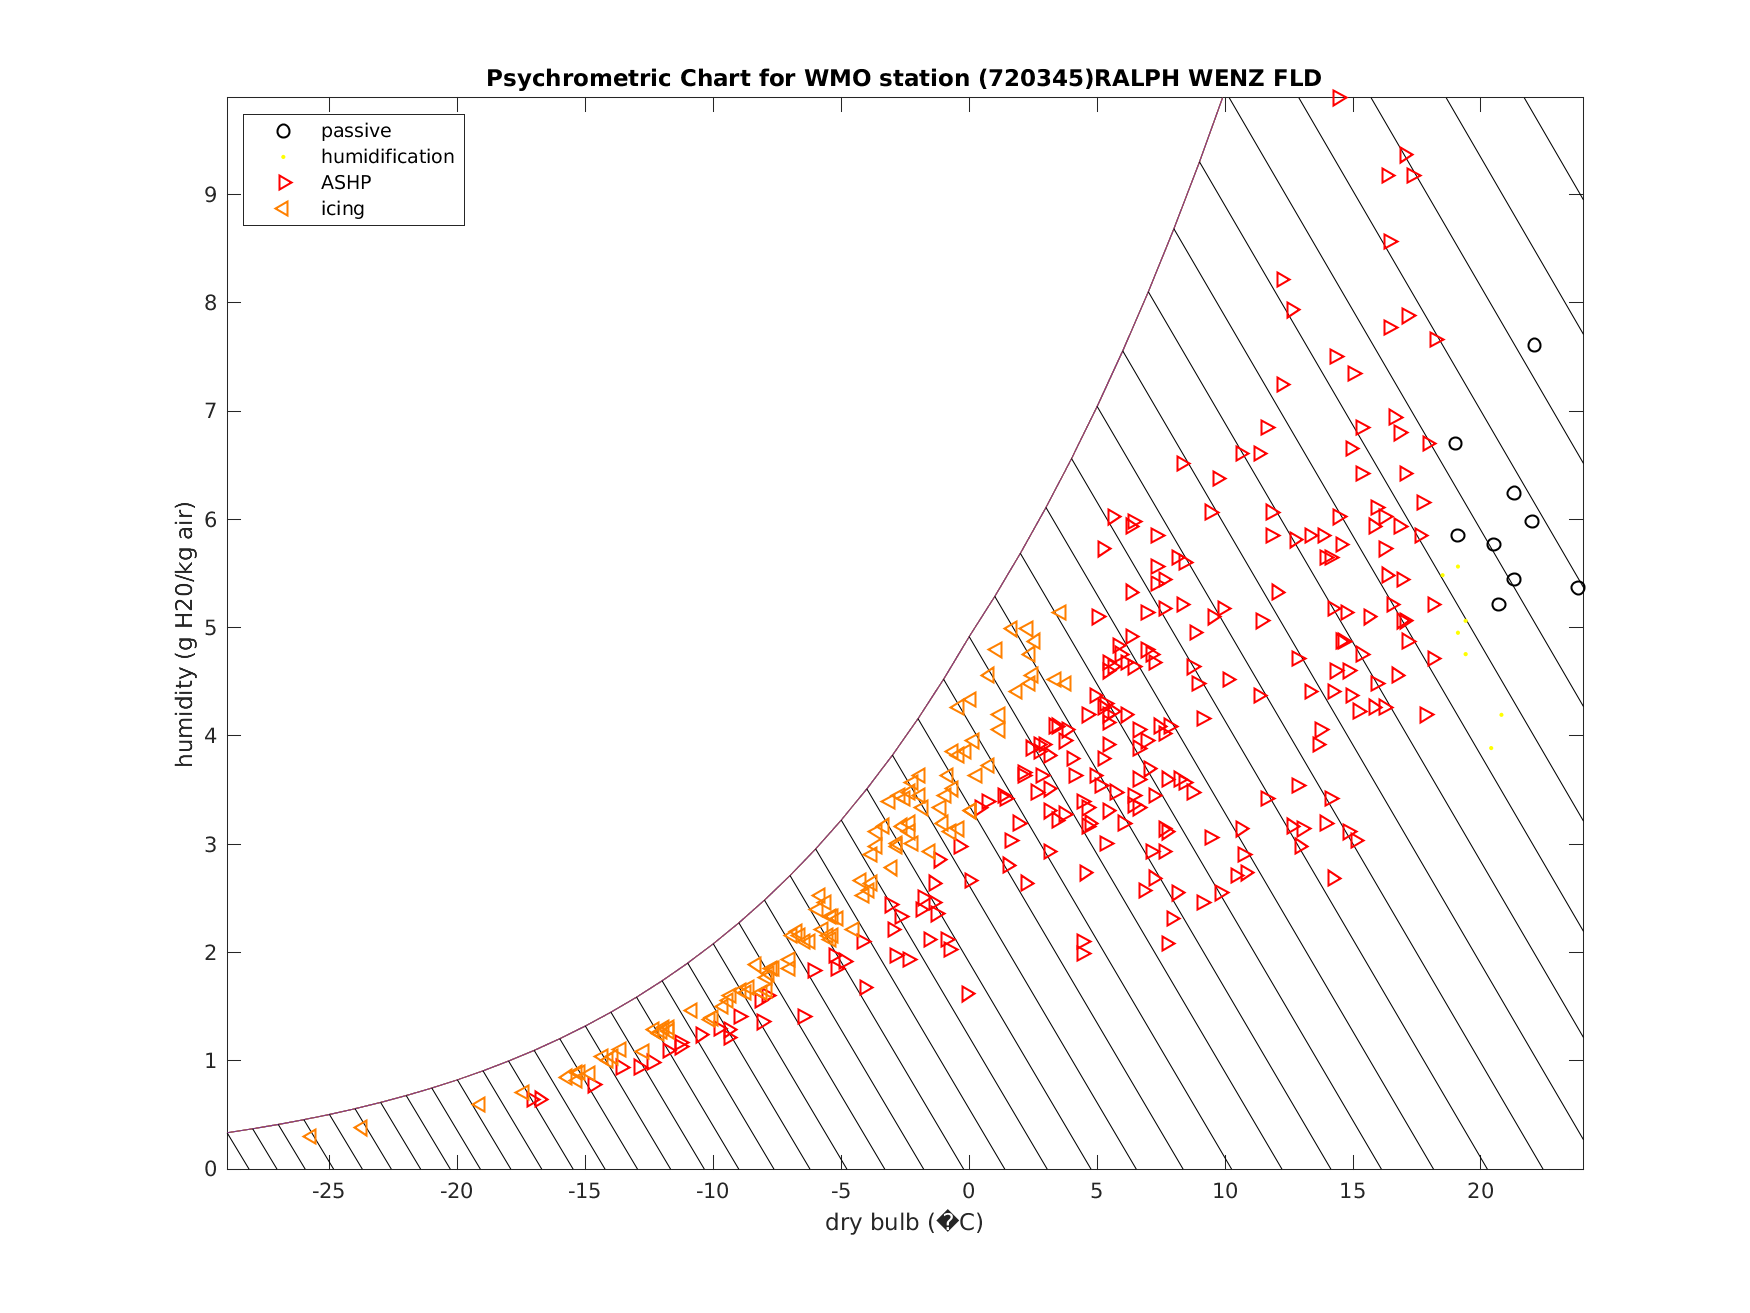 Psychrometric Chart for WMO station (720345)RALPH WENZ FLD
passive
humidification
ASHP
icing
humidity (g H20/kg air)
9
8
7
6
5
4
3
2
1
0
-25 -20 -15 -10 -5 0 5 10 15 20
dry bulb (�C)